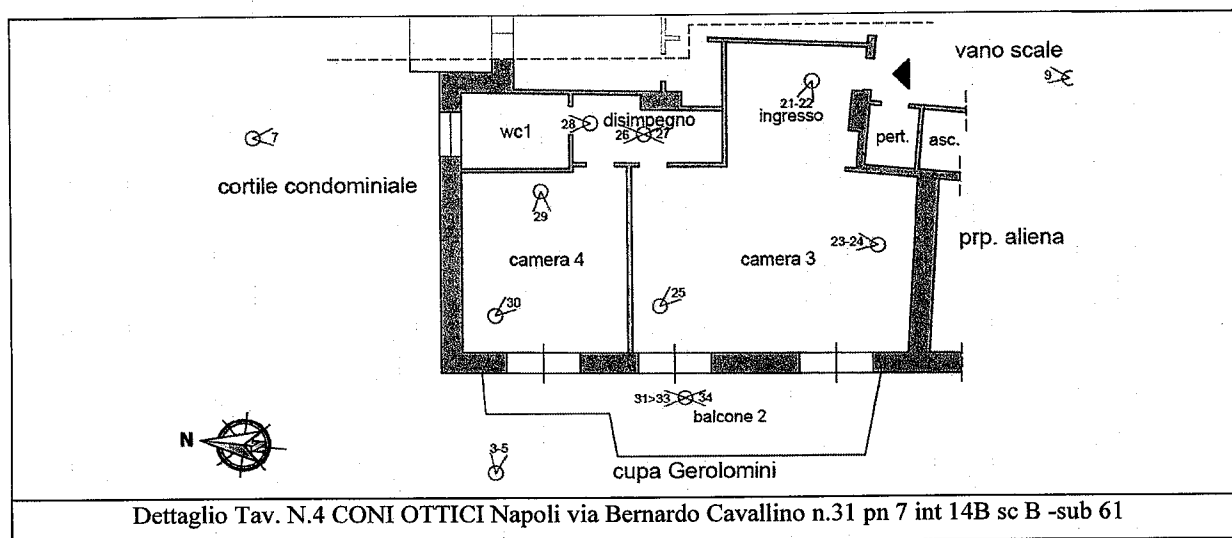 vano scale
9
7
21-22
ingresso
disimpegno
28
26
27
wc1
pert.
asc.
cortile condominiale
29
23-24
prp. aliena
camera 4
camera 3
30
25
31>33
34
balcone 2
N
3-5
cupa Gerolomini
Dettaglio Tav. N.4 CONI OTTICI Napoli via Bernardo Cavallino n.31 pn 7 int 14B sc B -sub 61